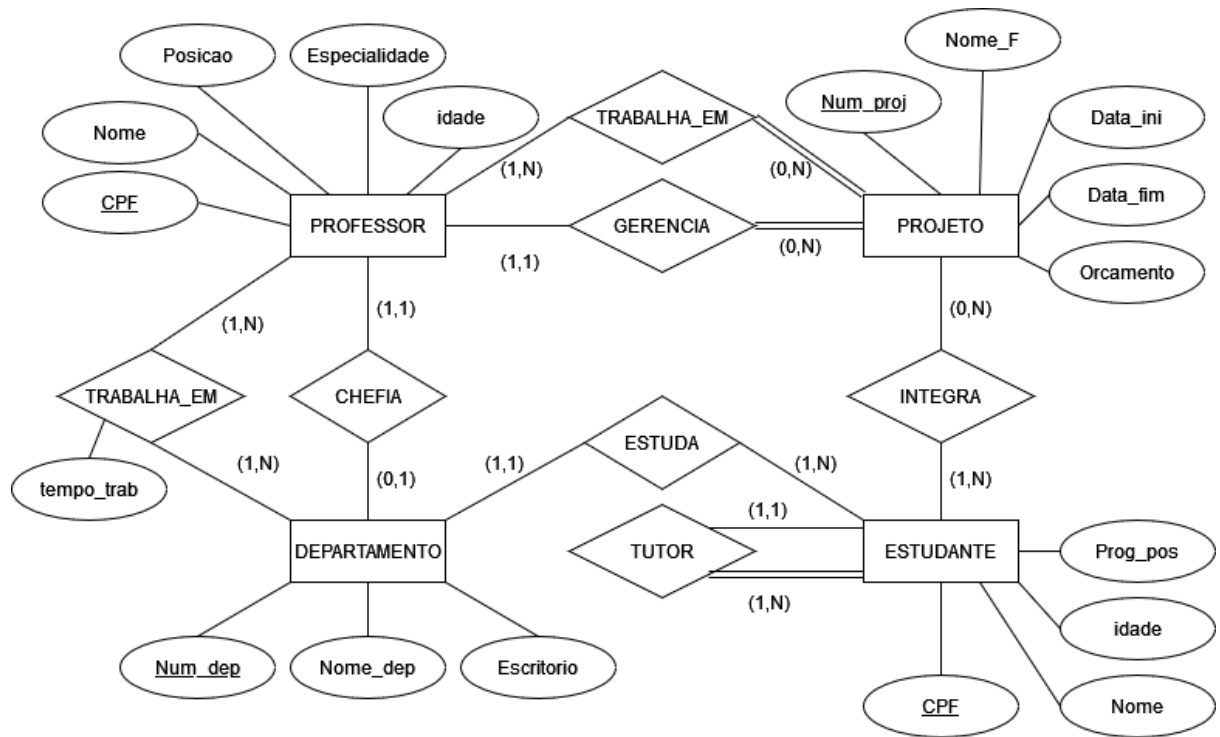 Nome_F
Posicao
Especialidade
Num_proj
idade
TRABALHA_EM
Data_ini
Nome
(1,N)
(0,N)
CPF
Data_fim
PROFESSOR
GERENCIA
PROJETO
(1,1)
(0,N)
Orcamento
(1,N)
(1,1)
(0,N)
TRABALHA_EM
CHEFIA
INTEGRA
ESTUDA
(1,N)
(1,1)
(1,N)
(0,1)
(1,N)
tempo_trab
(1,1)
DEPARTAMENTO
TUTOR
ESTUDANTE
Prog_pos
(1,N)
idade
Num_dep
Nome_dep
Escritorio
CPF
Nome